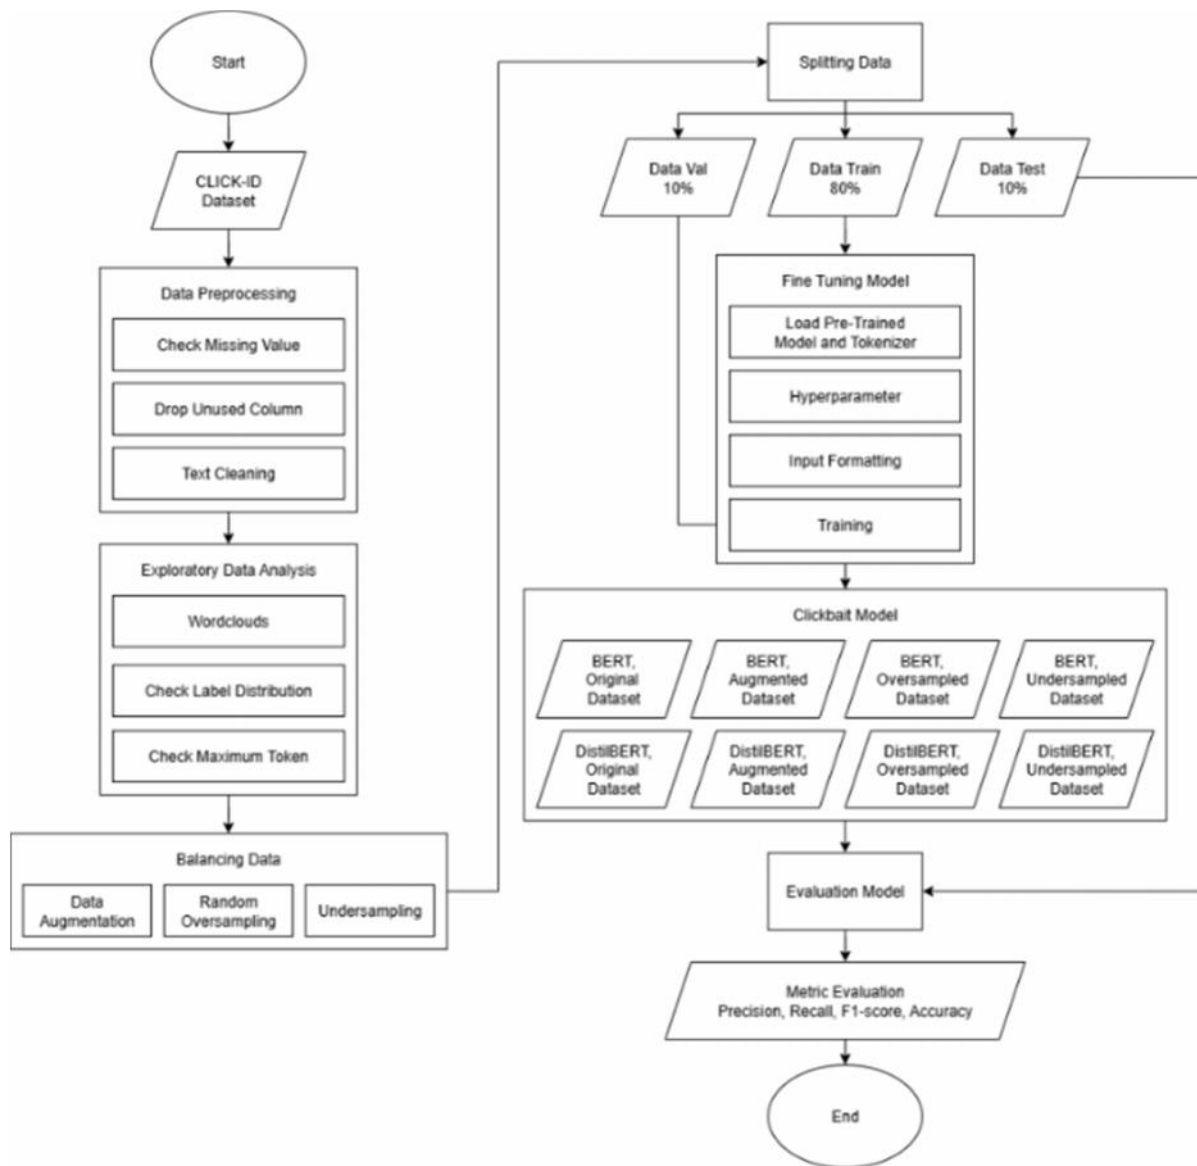 Start
CLICK-ID
Dataset
Data Preprocessing
Check Missing Value
Drop Unused Column
Text Cleaning
Exploratory Data Analysis
Wordclouds
Check Label Distribution
Check Maximum Token
Balancing Data
Data
Augmentation
Random
Oversampling
Undersampling
Splitting Data
Data Val
10%
Data Train
80%
Data Test
10%
Fine Tuning Model
Load Pre-Trained
Model and Tokenizer
Hyperparameter
Input Formatting
Training
Clickbait Model
BERT,
Original
Dataset
BERT,
Augmented
Dataset
BERT,
Oversampled
Dataset
BERT,
Undersampled
Dataset
DistilBERT,
Original
Dataset
DistilBERT,
Augmented
Dataset
DistilBERT,
Oversampled
Dataset
DistilBERT,
Undersampled
Dataset
Evaluation Model
Metric Evaluation
Precision, Recall, F1-score, Accuracy
End